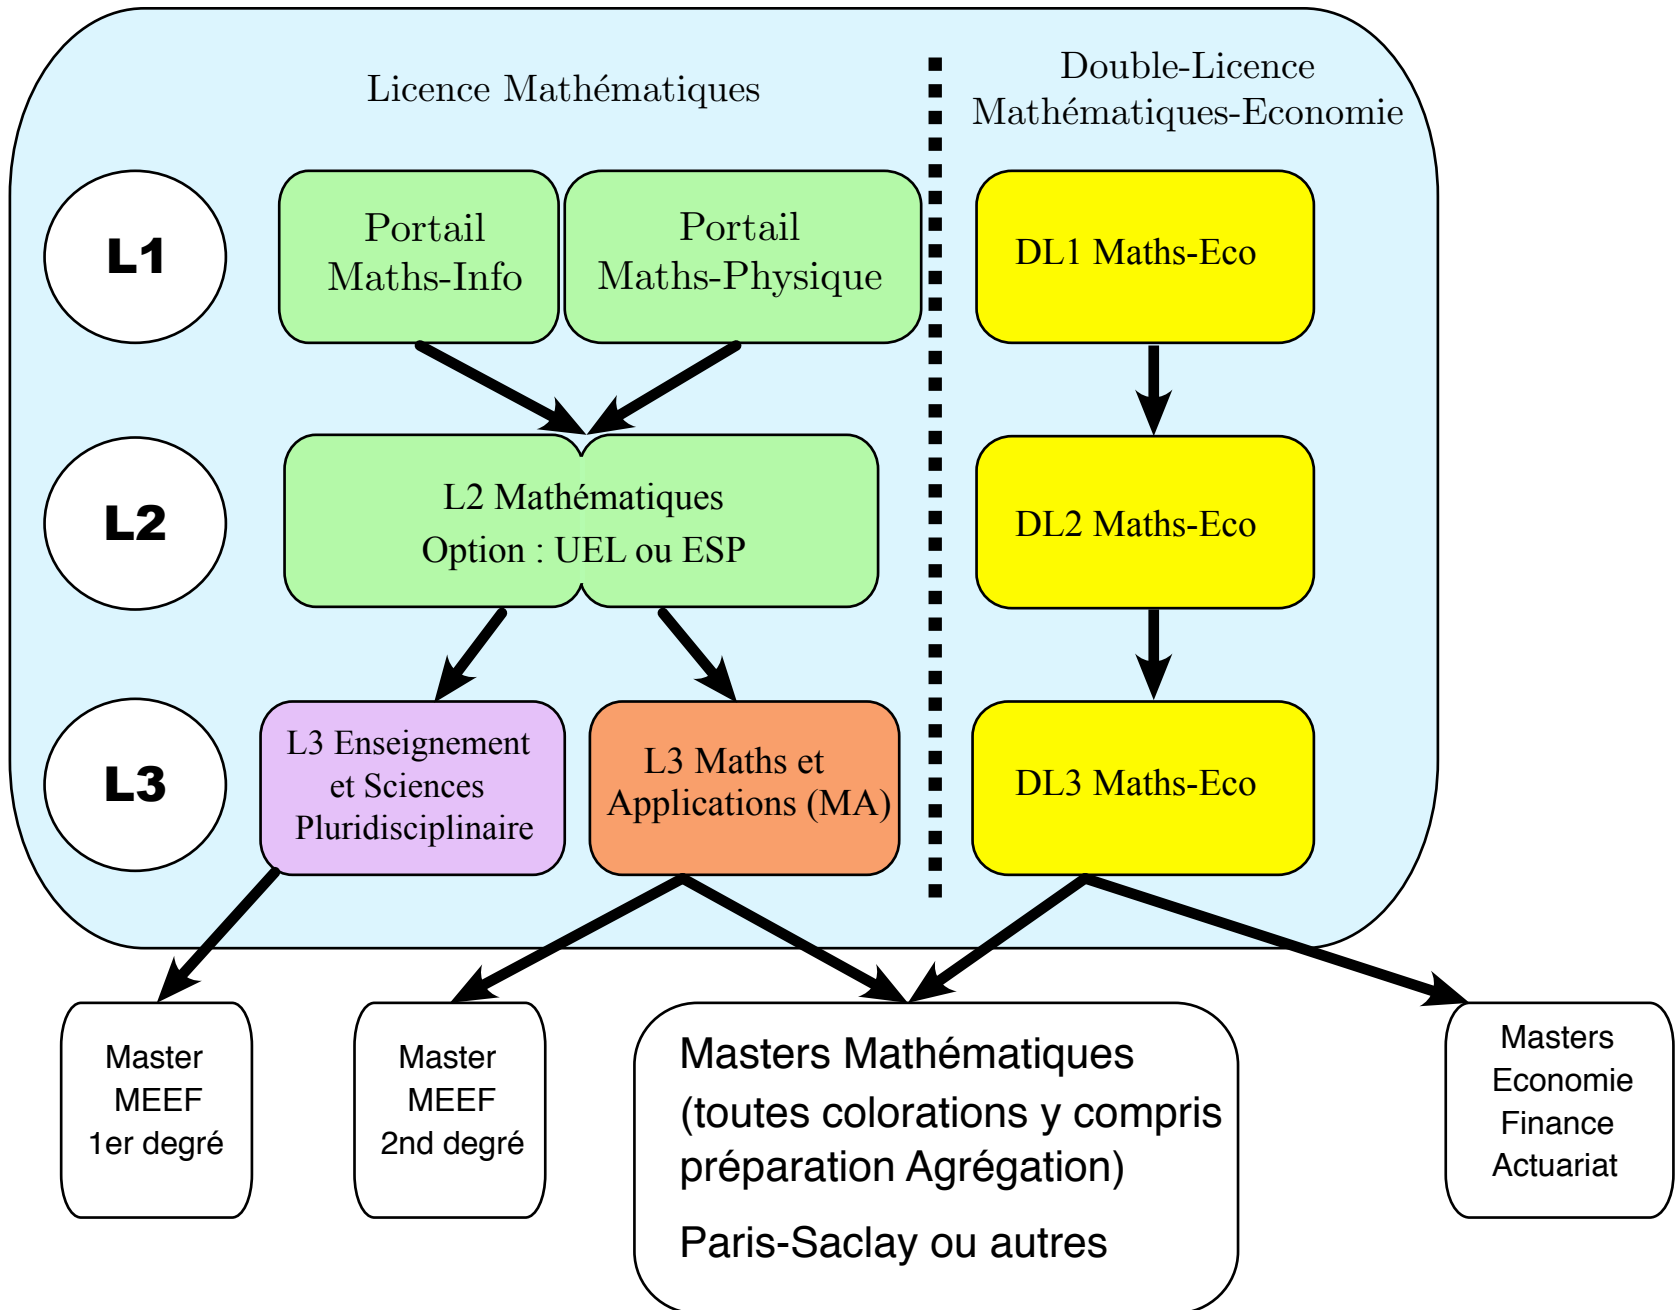 Licence Mathématiques
Double-Licence
Mathématiques-Economie
L1
Portail
Maths-Info
Portail
Maths-Physique
DL1 Maths-Eco
L2
L2 Mathématiques
Option : UEL ou ESP
DL2 Maths-Eco
L3
L3 Enseignement
et Sciences
Pluridisciplinaire
L3 Maths et
Applications (MA)
DL3 Maths-Eco
Master
MEEF
1er degré
Master
MEEF
2nd degré
Masters Mathématiques
(toutes colorations y compris
préparation Agrégation)
Paris-Saclay ou autres
Masters
Economie
Finance
Actuariat